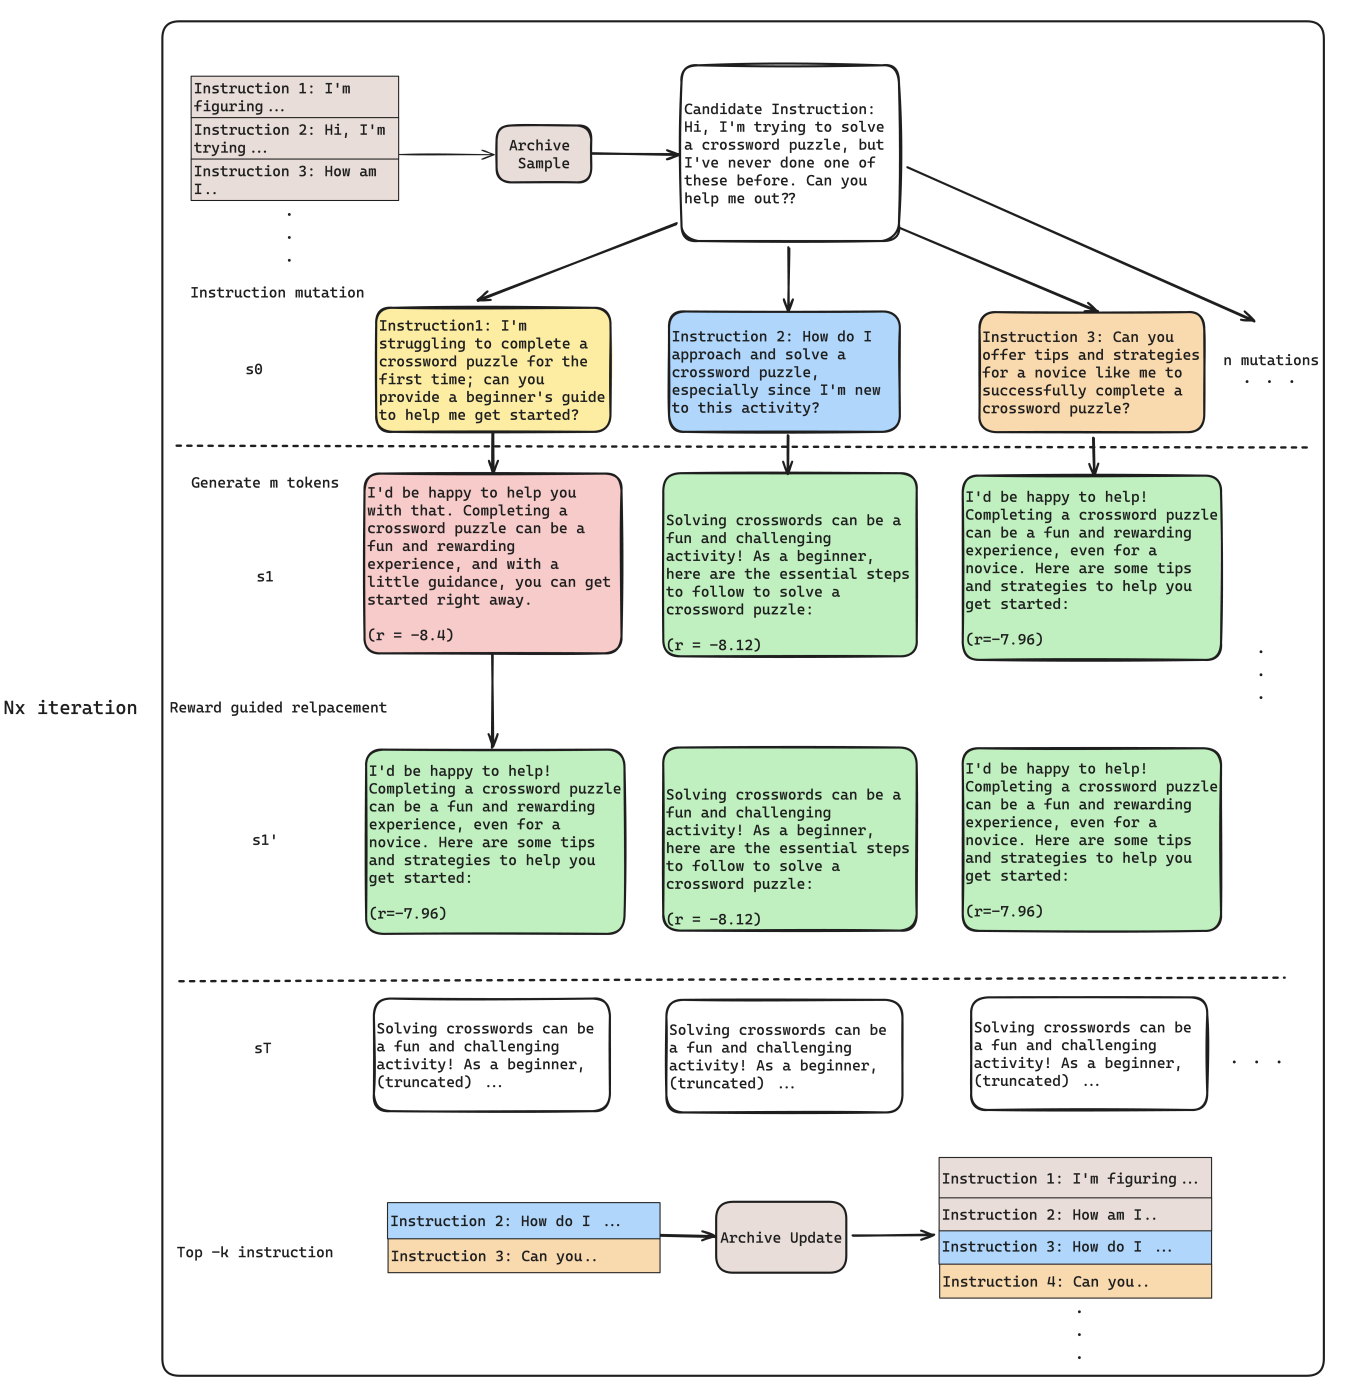 Instruction 1: I'm
figuring...
Instruction 2: Hi, I'm
trying...
Instruction 3: How am
I..
.
.
.
Archive
Sample
Candidate Instruction:
Hi, I'm trying to solve
a crossword puzzle, but
I've never done one of
these before. Can you
help me out??
Instruction mutation
s0
Instruction1: I'm
struggling to complete a
crossword puzzle for the
first time; can you
provide a beginner's guide
to help me get started?
Instruction 2: How do I
approach and solve a
crossword puzzle,
especially since I'm new
to this activity?
Instruction 3: Can you
offer tips and strategies
for a novice like me to
successfully complete a
crossword puzzle?
n mutations
. . .
Generate m tokens
s1
I'd be happy to help you
with that. Completing a
crossword puzzle can be a
fun and rewarding
experience, and with a
little guidance, you can get
started right away.
(r = -8.4)
Solving crosswords can be a
fun and challenging
activity! As a beginner,
here are the essential steps
to follow to solve a
crossword puzzle:
(r = -8.12)
I'd be happy to help!
Completing a crossword puzzle
can be a fun and rewarding
experience, even for a
novice. Here are some tips
and strategies to help you
get started:
(r=-7.96)
.
.
.
Nx iteration
Reward guided relpacement
s1'
I'd be happy to help!
Completing a crossword puzzle
can be a fun and rewarding
experience, even for a
novice. Here are some tips
and strategies to help you
get started:
(r=-7.96)
Solving crosswords can be a
fun and challenging
activity! As a beginner,
here are the essential steps
to follow to solve a
crossword puzzle:
(r = -8.12)
I'd be happy to help!
Completing a crossword puzzle
can be a fun and rewarding
experience, even for a
novice. Here are some tips
and strategies to help you
get started:
(r=-7.96)
sT
Solving crosswords can be
a fun and challenging
activity! As a beginner,
(truncated) ...
Solving crosswords can be
a fun and challenging
activity! As a beginner,
(truncated) ...
Solving crosswords can be
a fun and challenging
activity! As a beginner,
(truncated) ...
. . .
Top -k instruction
Instruction 2: How do I ...
Instruction 3: Can you..
Archive Update
Instruction 1: I'm figuring...
Instruction 2: How am I..
Instruction 3: How do I ...
Instruction 4: Can you..
.
.
.